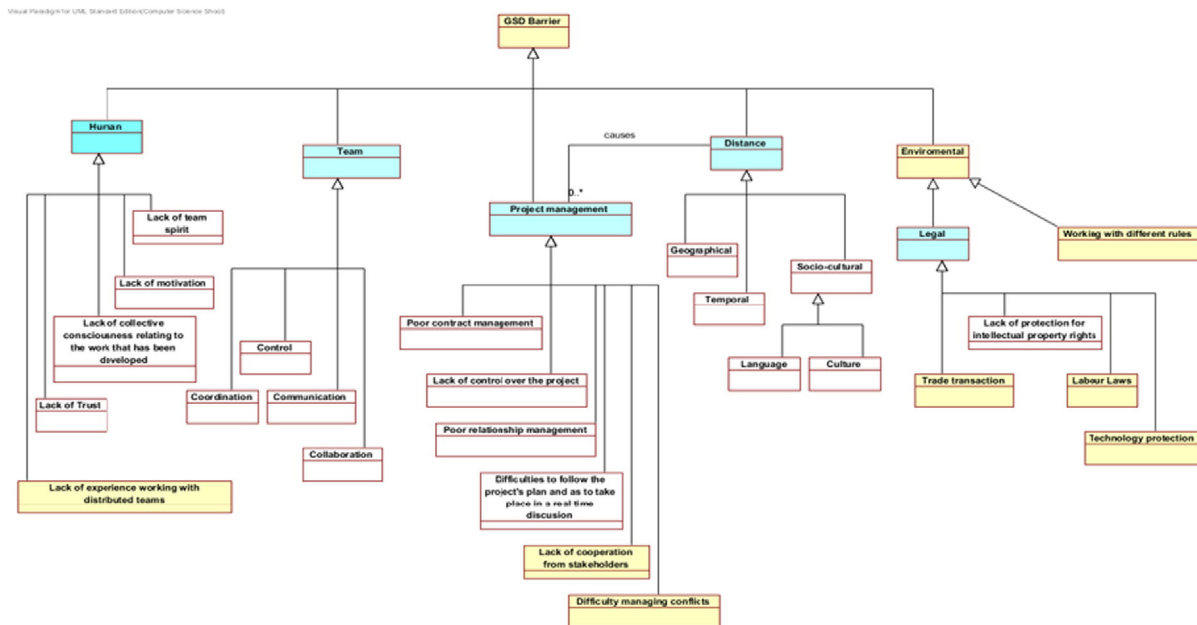 Visual Paradigm for UML Standard Edition(Computer Science Shool)
GSD Barrier
Human
causes
Distance
Team
Enviromental
0..*
Project management
Lack of team
spirit
Legal
Working with different rules
Geographical
Socio-cultural
Lack of motivation
Temporal
Lack of collective
consciousness relating to
the work that has been
developed
Poor contract management
Lack of protection for
intellectual property rights
Control
Language
Culture
Lack of control over the project
Trade transaction
Labour Laws
Coordination
Communication
Lack of Trust
Poor relationship management
Technology protection
Collaboration
Difficulties to follow the
project's plan and as to take
place in a real time
discusion
Lack of experience working with
distributed teams
Lack of cooperation
from stakeholders
Difficulty managing conflicts